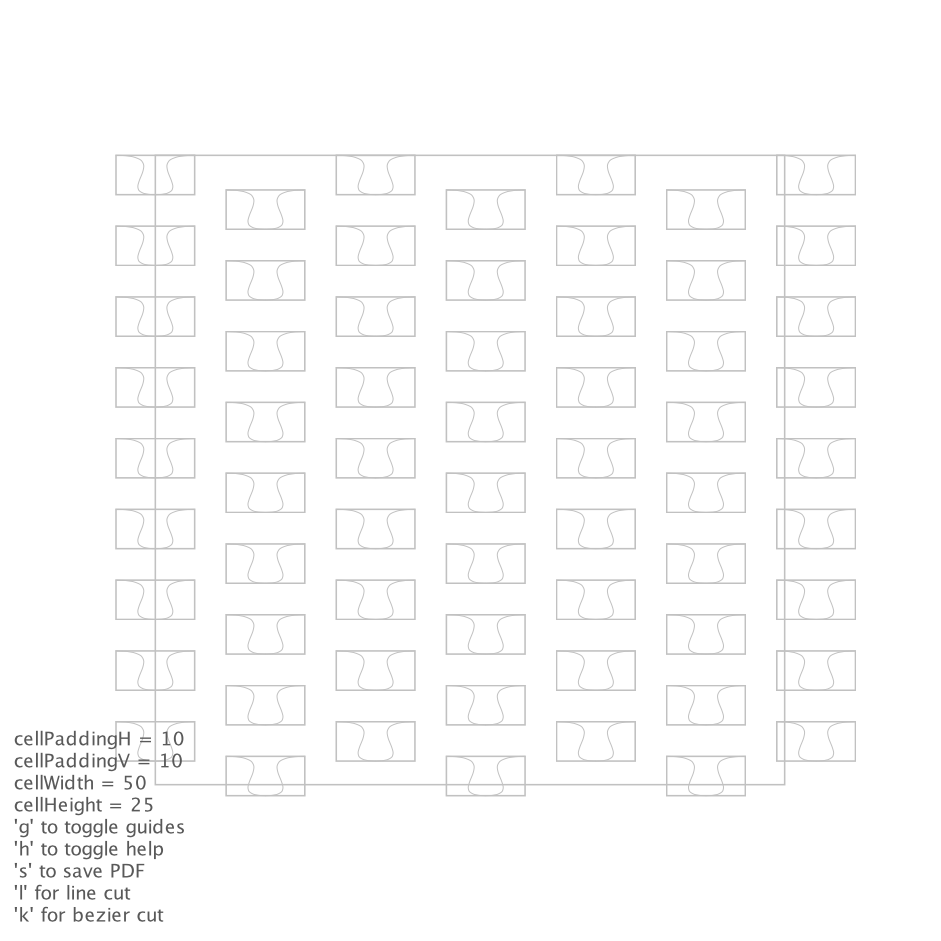 cellPaddingH = 10
cellPaddingV = 10
cellWidth = 50
cellHeight = 25
'g' to toggle guides
'h' to toggle help
's' to save PDF
'l' for line cut
'k' for bezier cut